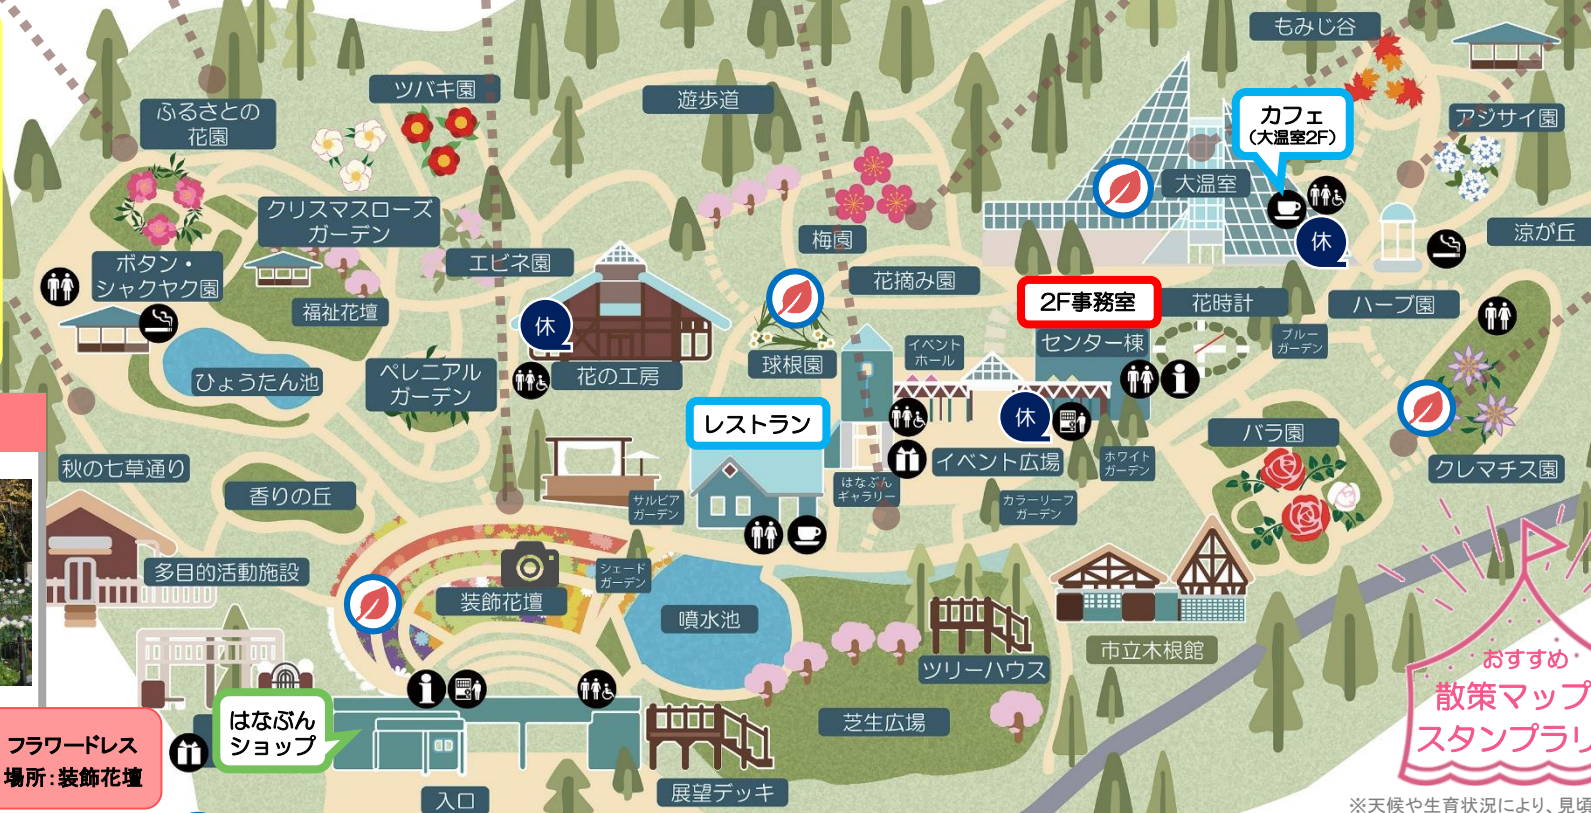 もみじ谷
ツバキ園
遊歩道
カフェ
(大温室2F)
アジサイ園
ふるさとの
花園
大温室
クリスマスローズ
ガーデン
梅園
休
涼が丘
ボタン・
シャクヤク園
エビネ園
花摘み園
2F事務室
花時計
ハーブ園
福祉花壇
休
センター棟
ブルー
ガーデン
イベント
ホール
ひょうたん池
ペレニアル
ガーデン
花の工房
球根園
レストラン
休
バラ園
秋の七草通り
イベント広場
ホワイト
ガーデン
クレマチス園
香りの丘
サルビア
ガーデン
はなぶん
ギャラリー
カラーリーフ
ガーデン
多目的活動施設
シェード
ガーデン
装飾花壇
噴水池
市立木根館
ツリーハウス
おすすめ
散策マップ
スタンプラリ
はなぶん
ショップ
芝生広場
フラワードレス
場所:装飾花壇
展望デッキ
入口
※天候や生育状況により、見頃